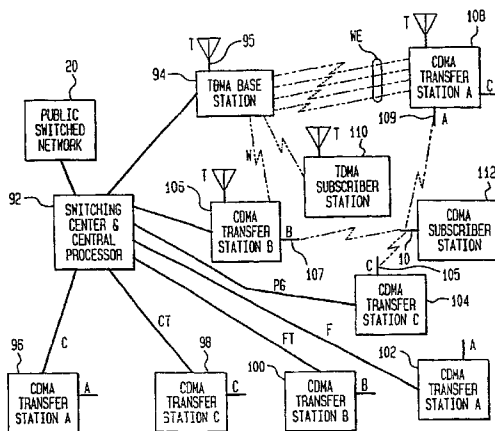 T
95
WE
T
108
94
TDMA BASE
STATION
CDMA
TRANSFER
STATION A
C
20
PUBLIC
SWITCHED
NETWORK
109
A
W
T
110
TDMA
SUBSCRIBER
STATION
112
106
T
92
SWITCHING
CENTER &
CENTRAL
PROCESSOR
CDMA
TRANSFER
STATION B
B
107
10
CDMA
SUBSCRIBER
STATION
C
105
PG
CDMA
TRANSFER
STATION C
104
C
CT
FT
F
A
96
98
100
102
CDMA
TRANSFER
STATION A
A
CDMA
TRANSFER
STATION C
C
CDMA
TRANSFER
STATION B
B
CDMA
TRANSFER
STATION A